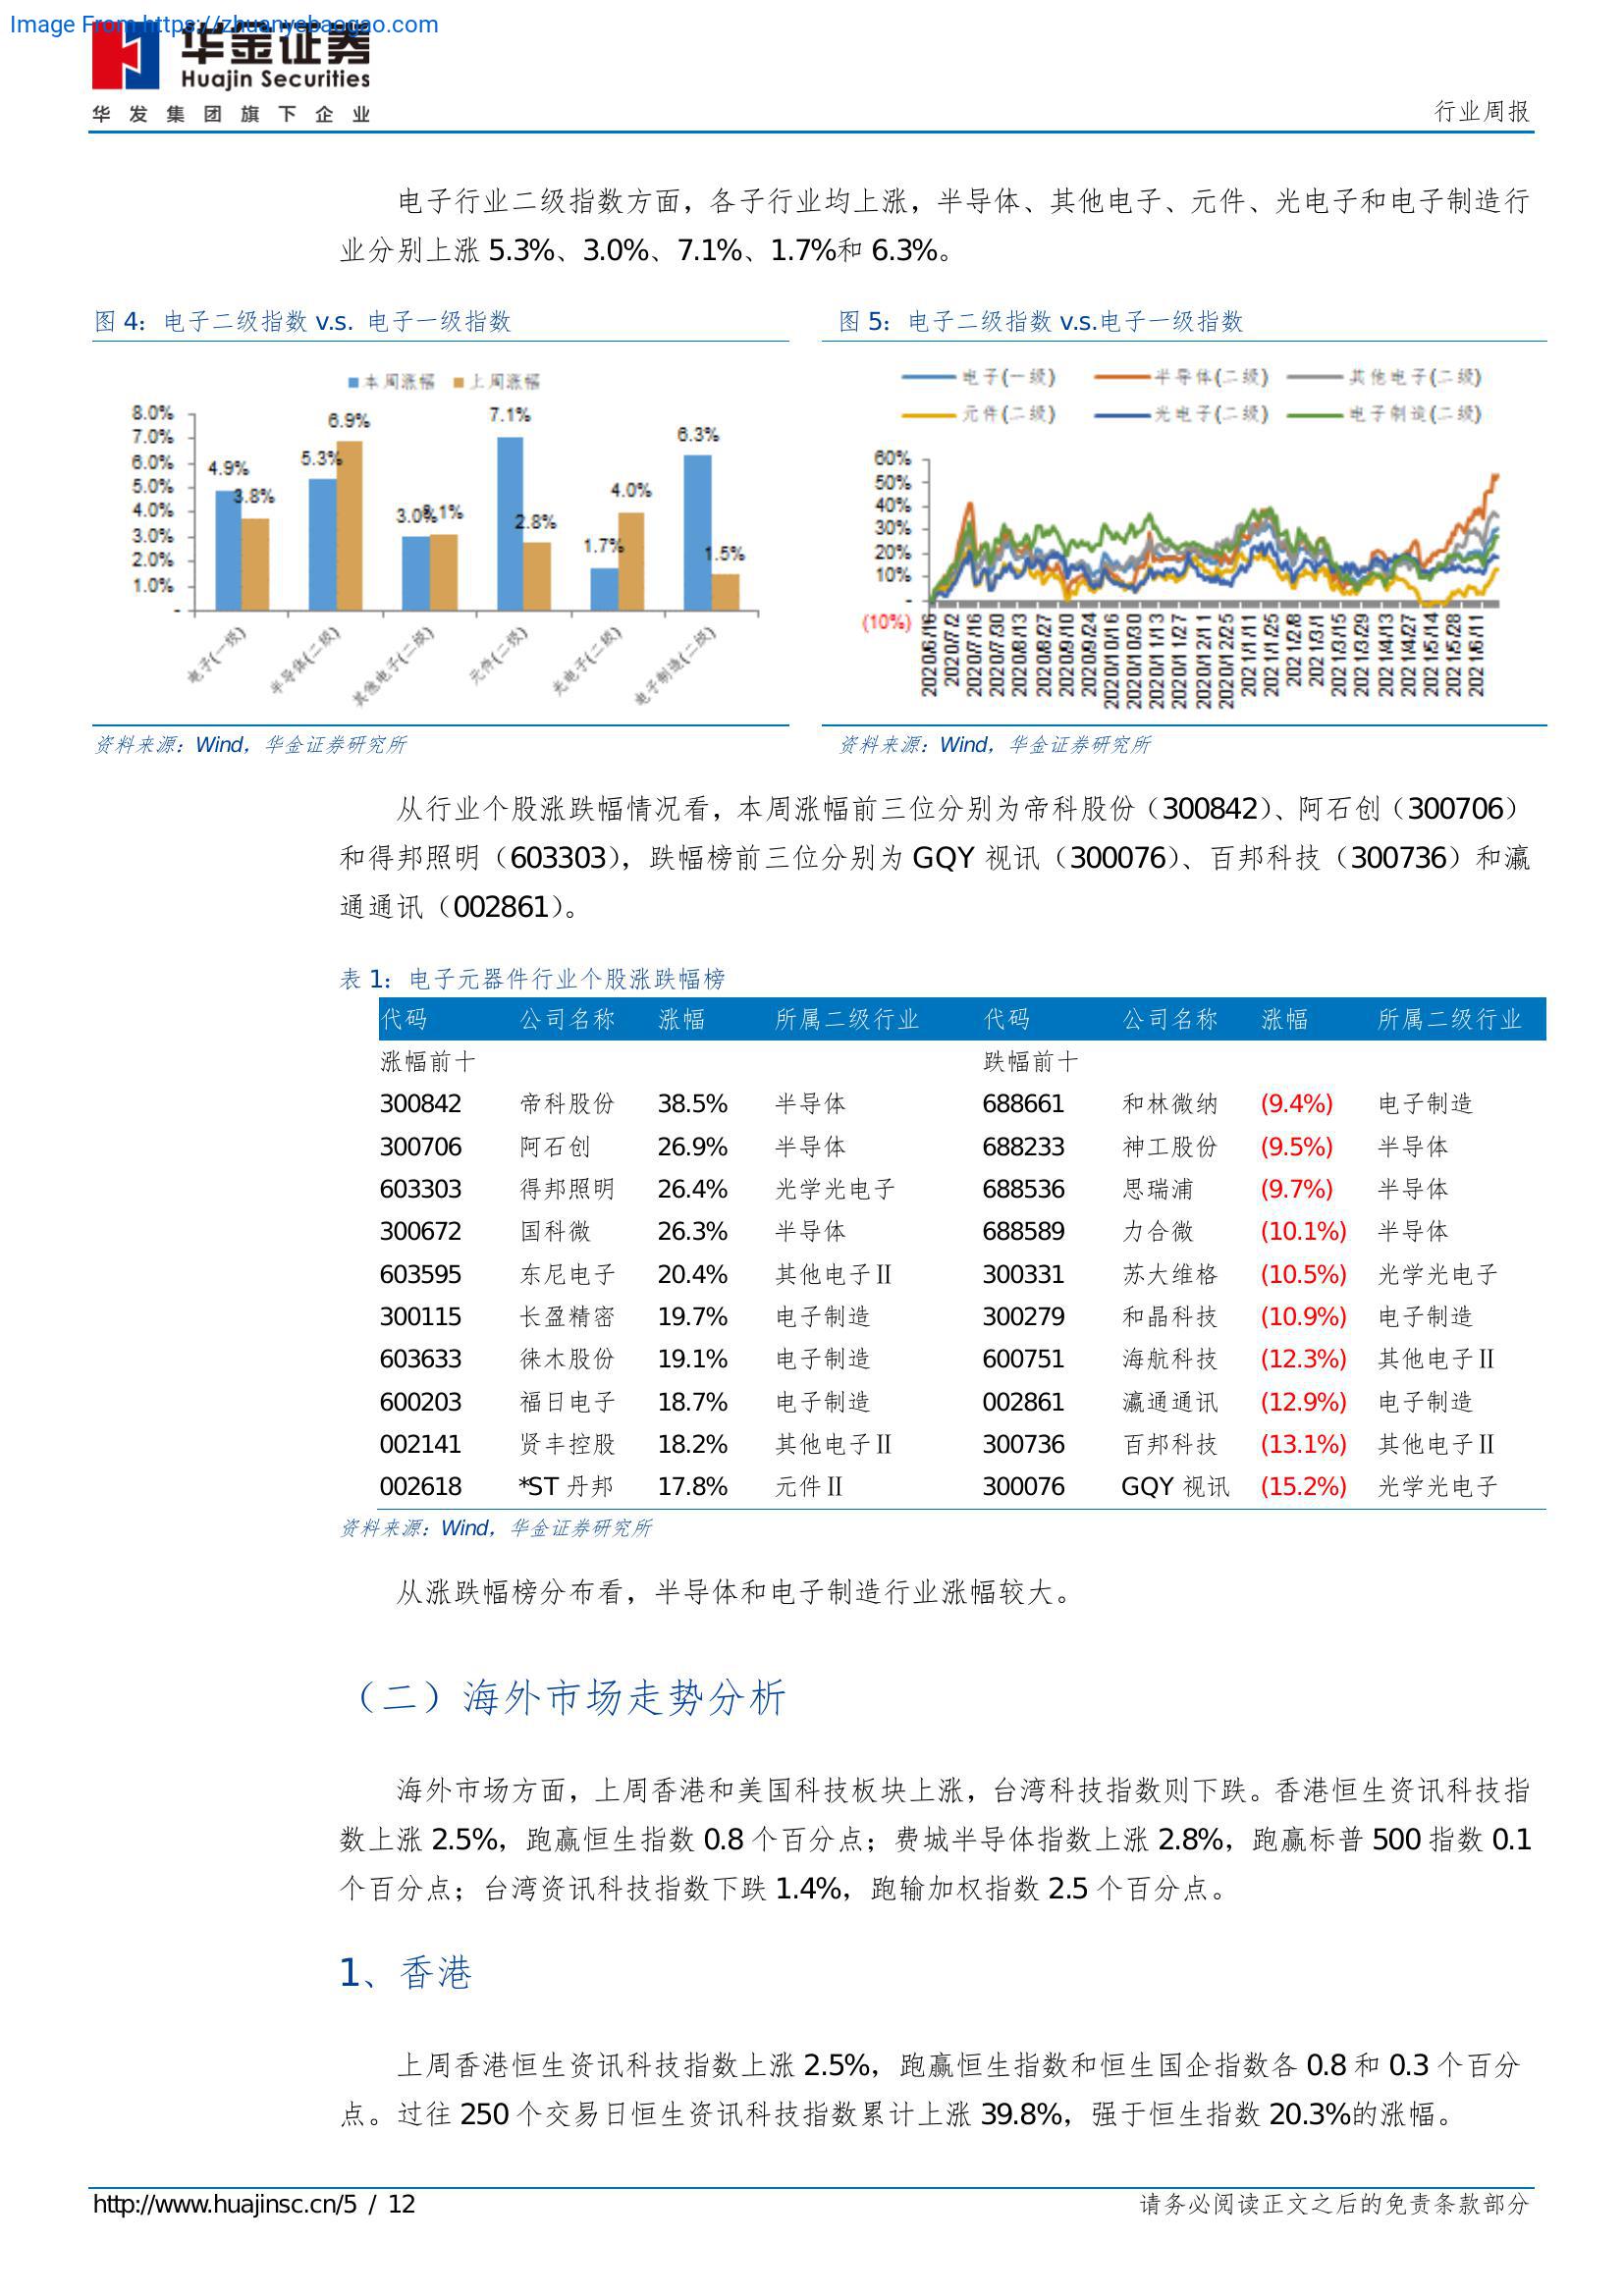 Image From https://zhuanyebaogao.com
华金证券
Huajin Securities
华发集团旗下企业
行业周报
电子行业二级指数方面，各子行业均上涨，半导体、其他电子、元件、光电子和电子制造行
业分别上涨 5.3%、3.0%、7.1%、1.7%和 6.3%。
图 4：电子二级指数 v.s. 电子一级指数
本周涨幅 上周涨幅
8.0%
7.0%
6.0%
5.0%
4.0%
3.0%
2.0%
1.0%
-
4.9%
3.8%
5.3%
6.9%
3.0%
3.1%
7.1%
2.8%
1.7%
4.0%
6.3%
1.5%
电子(一级)
半导体(二级)
其他电子(二级)
元件(二级)
光电子(二级)
电子制造(二级)
资料来源：Wind，华金证券研究所
图 5：电子二级指数 v.s.电子一级指数
电子(一级) 半导体(二级) 其他电子(二级)
元件(二级) 光电子(二级) 电子制造(二级)
60%
50%
40%
30%
20%
10%
-
(10%)
2020/6/16
2020/7/2
2020/7/16
2020/7/30
2020/8/13
2020/8/27
2020/9/10
2020/9/24
2020/10/16
2020/10/30
2020/11/13
2020/11/27
2020/12/11
2020/12/25
2021/1/11
2021/1/25
2021/2/8
2021/3/1
2021/3/15
2021/3/29
2021/4/13
2021/4/27
2021/5/14
2021/5/28
2021/6/11
资料来源：Wind，华金证券研究所
从行业个股涨跌幅情况看，本周涨幅前三位分别为帝科股份（300842）、阿石创（300706）
和得邦照明（603303），跌幅榜前三位分别为 GQY 视讯（300076）、百邦科技（300736）和瀛
通通讯（002861）。
表 1：电子元器件行业个股涨跌幅榜
代码 公司名称 涨幅 所属二级行业 代码 公司名称 涨幅 所属二级行业
涨幅前十 跌幅前十
300842 帝科股份 38.5% 半导体 688661 和林微纳 (9.4%) 电子制造
300706 阿石创 26.9% 半导体 688233 神工股份 (9.5%) 半导体
603303 得邦照明 26.4% 光学光电子 688536 思瑞浦 (9.7%) 半导体
300672 国科微 26.3% 半导体 688589 力合微 (10.1%) 半导体
603595 东尼电子 20.4% 其他电子Ⅱ 300331 苏大维格 (10.5%) 光学光电子
300115 长盈精密 19.7% 电子制造 300279 和晶科技 (10.9%) 电子制造
603633 徕木股份 19.1% 电子制造 600751 海航科技 (12.3%) 其他电子Ⅱ
600203 福日电子 18.7% 电子制造 002861 瀛通通讯 (12.9%) 电子制造
002141 贤丰控股 18.2% 其他电子Ⅱ 300736 百邦科技 (13.1%) 其他电子Ⅱ
002618 *ST 丹邦 17.8% 元件Ⅱ 300076 GQY 视讯 (15.2%) 光学光电子
资料来源：Wind，华金证券研究所
从涨跌幅榜分布看，半导体和电子制造行业涨幅较大。
（二）海外市场走势分析
海外市场方面，上周香港和美国科技板块上涨，台湾科技指数则下跌。香港恒生资讯科技指
数上涨 2.5%，跑赢恒生指数 0.8 个百分点；费城半导体指数上涨 2.8%，跑赢标普 500 指数 0.1
个百分点；台湾资讯科技指数下跌 1.4%，跑输加权指数 2.5 个百分点。
1、香港
上周香港恒生资讯科技指数上涨 2.5%，跑赢恒生指数和恒生国企指数各 0.8 和 0.3 个百分
点。过往 250 个交易日恒生资讯科技指数累计上涨 39.8%，强于恒生指数 20.3%的涨幅。
http://www.huajinsc.cn/5 / 12
请务必阅读正文之后的免责条款部分